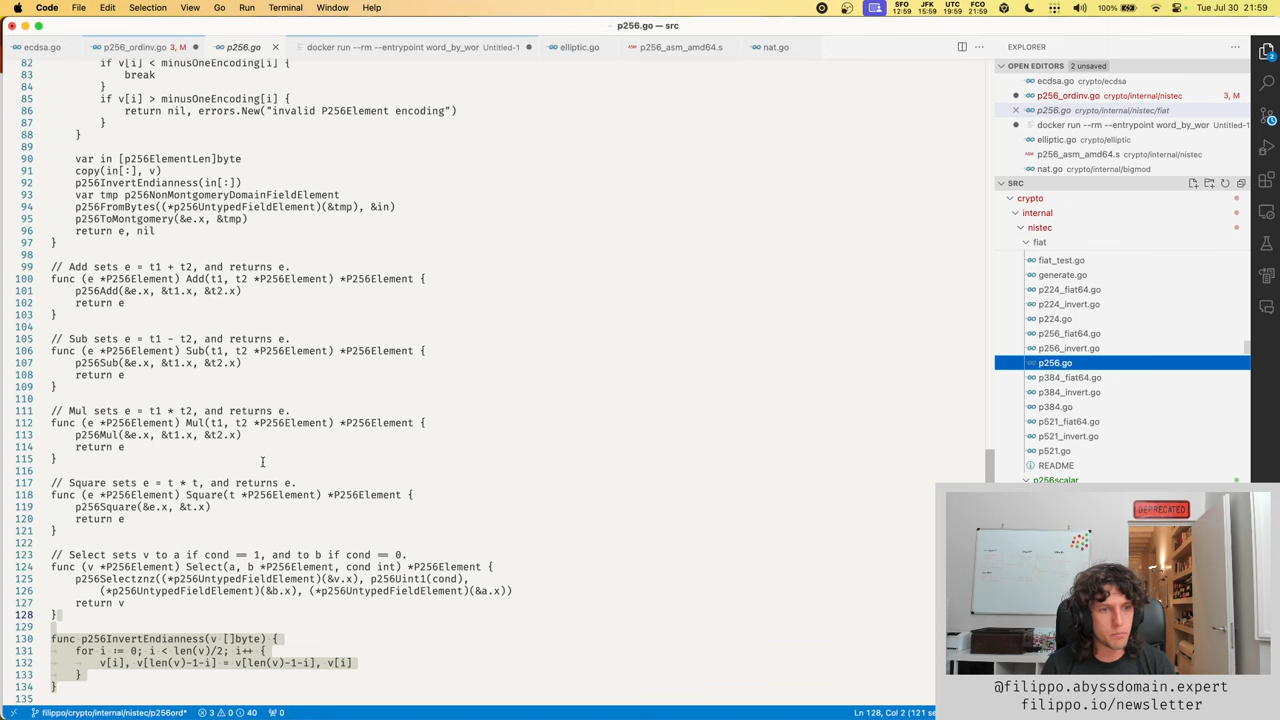 Code File Edit Selection View Go Run Terminal Window Help
SFO 12:59 JFK 15:59 UTC 19:59 FCO 21:59 100% Tue Jul 30 21:59
p256.go — src
ecdsa.go p256_ordinv.go 3, M p256.go docker run --rm --entrypoint word_by_wor Untitled-1 elliptic.go p256_asm_amd64.s nat.go
82 if v[i] < minusOneEncoding[i] {
83 break
84 }
85 if v[i] > minusOneEncoding[i] {
86 return nil, errors.New("invalid P256Element encoding")
87 }
88 }
89
90 var in [p256ElementLen]byte
91 copy(in[:], v)
92 p256InvertEndianness(in[:])
93 var tmp p256NonMontgomeryDomainFieldElement
94 p256FromBytes((*p256UntypedFieldElement)(&tmp), &in)
95 p256ToMontgomery(&e.x, &tmp)
96 return e, nil
97 }
98
99 // Add sets e = t1 + t2, and returns e.
100 func (e *P256Element) Add(t1, t2 *P256Element) *P256Element {
101 p256Add(&e.x, &t1.x, &t2.x)
102 return e
103 }
104
105 // Sub sets e = t1 - t2, and returns e.
106 func (e *P256Element) Sub(t1, t2 *P256Element) *P256Element {
107 p256Sub(&e.x, &t1.x, &t2.x)
108 return e
109 }
110
111 // Mul sets e = t1 * t2, and returns e.
112 func (e *P256Element) Mul(t1, t2 *P256Element) *P256Element {
113 p256Mul(&e.x, &t1.x, &t2.x)
114 return e
115 }
116
117 // Square sets e = t * t, and returns e.
118 func (e *P256Element) Square(t *P256Element) *P256Element {
119 p256Square(&e.x, &t.x)
120 return e
121 }
122
123 // Select sets v to a if cond == 1, and to b if cond == 0.
124 func (v *P256Element) Select(a, b *P256Element, cond int) *P256Element {
125 p256Selectznz((*p256UntypedFieldElement)(&v.x), p256Uint1(cond),
126 (*p256UntypedFieldElement)(&b.x), (*p256UntypedFieldElement)(&a.x))
127 return v
128 }
129
130 func p256InvertEndianness(v []byte) {
131 for i := 0; i < len(v)/2; i++ {
132 v[i], v[len(v)-1-i] = v[len(v)-1-i], v[i]
133 }
134 }
135
EXPLORER
OPEN EDITORS 2 unsaved
ecdsa.go crypto/ecdsa
p256_ordinv.go crypto/internal/nistec 3, M
p256.go crypto/internal/nistec/fiat
docker run --rm --entrypoint word_by_wor Untitled-1
elliptic.go crypto/elliptic
p256_asm_amd64.s crypto/internal/nistec
nat.go crypto/internal/bigmod
SRC
crypto
internal
nistec
fiat
fiat_test.go
generate.go
p224_fiat64.go
p224_invert.go
p224.go
p256_fiat64.go
p256_invert.go
p256.go
p384_fiat64.go
p384_invert.go
p384.go
p521_fiat64.go
p521_invert.go
p521.go
README
p256scalar
2
DEPRECATED
@filippo.abyssdomain.expert
filippo.io/newsletter
filippo/crypto/internal/nistec/p256ord* 3 0 40 0 Ln 128, Col 2 (121 se